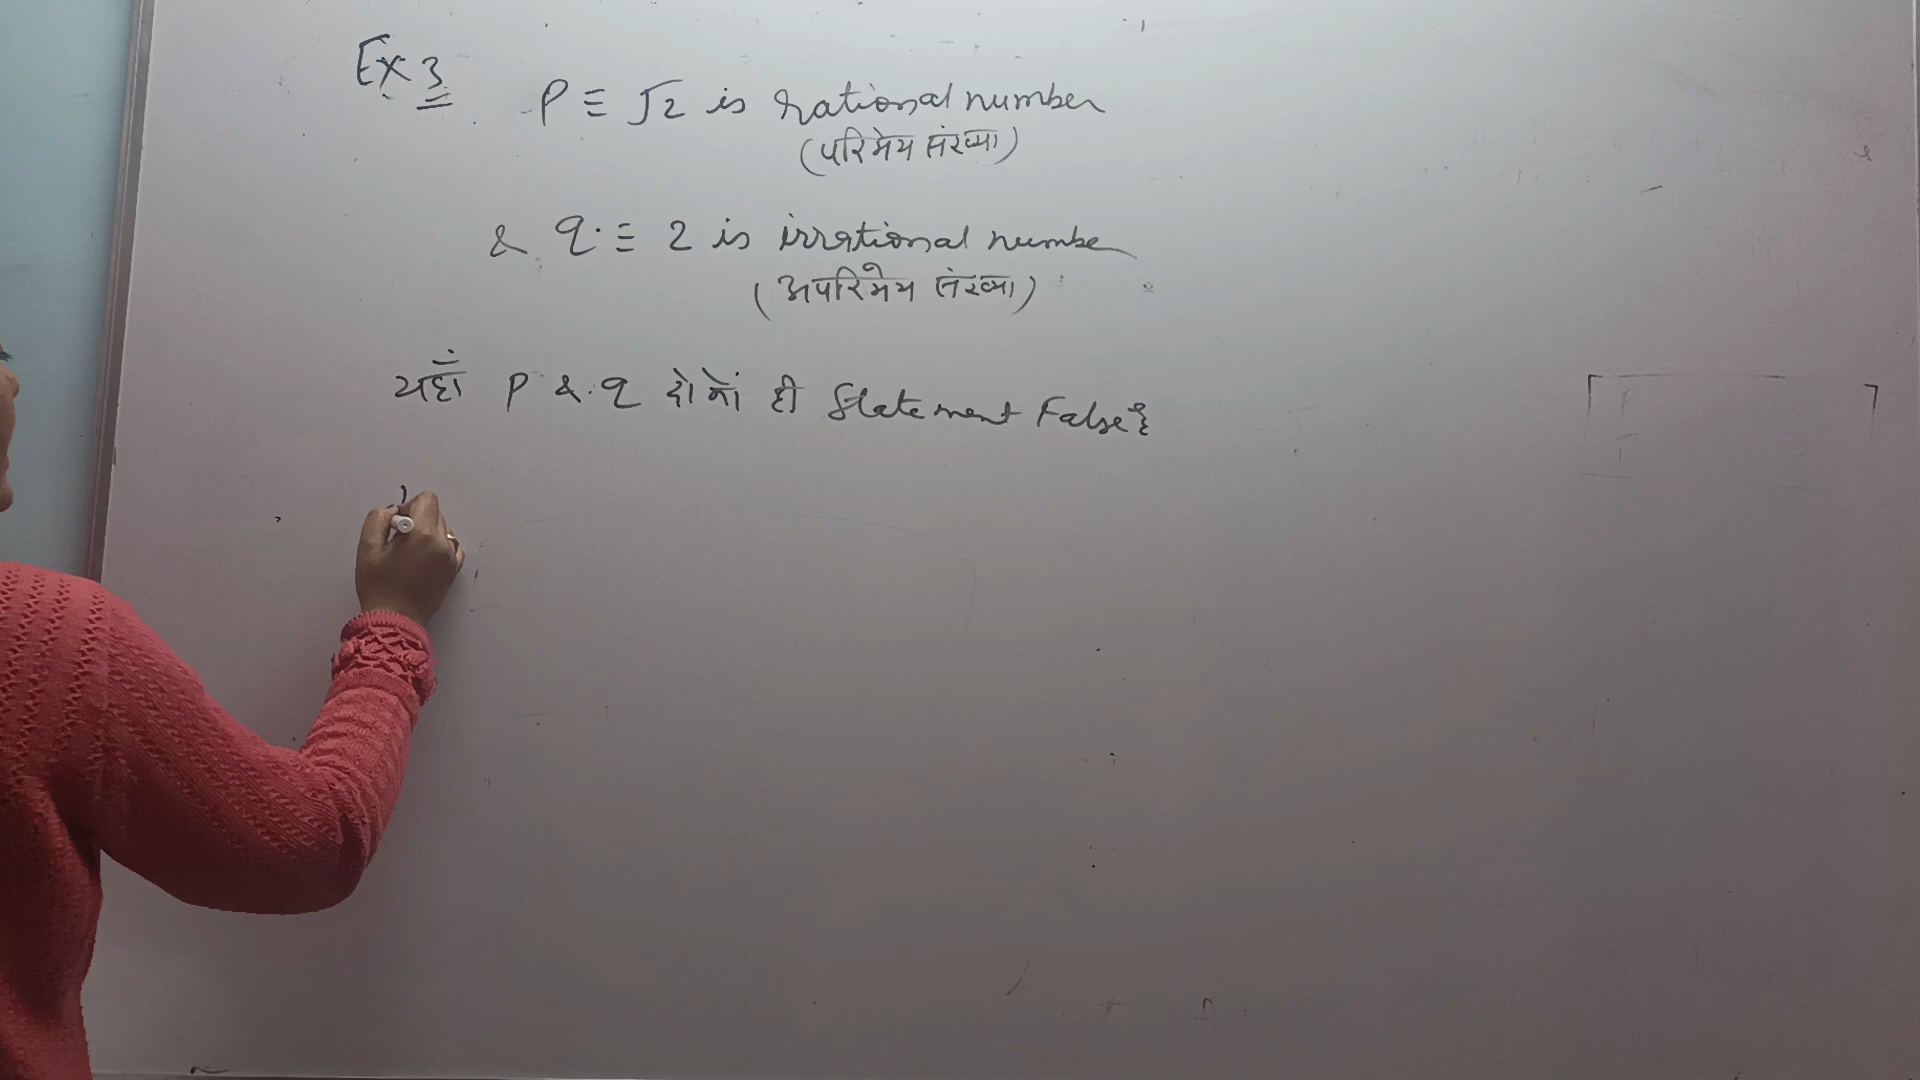 Ex 3
P ≡ √2 is rational number
(परिमेय संख्या)
& q ≡ 2 is irrational number
(अपरिमेय संख्या)
यहाँ P & q दोनों ही Statement False हैं